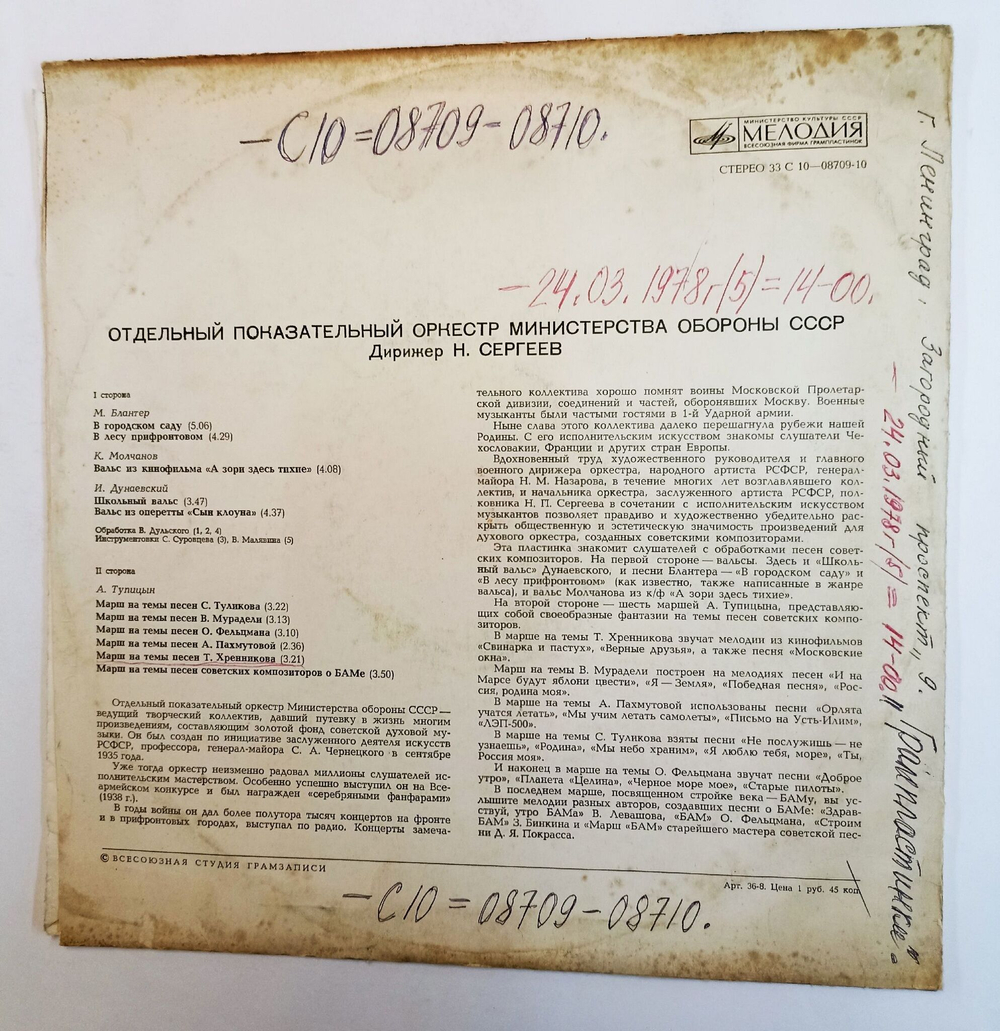 -С10=08709-08710.
МИНИСТЕРСТВО КУЛЬТУРЫ СССР
МЕЛОДИЯ
ВСЕСОЮЗНАЯ ФИРМА ГРАМПЛАСТИНОК
СТЕРЕО 33 С 10—08709-10
-24.03.1978г/5/=14-00.
ОТДЕЛЬНЫЙ ПОКАЗАТЕЛЬНЫЙ ОРКЕСТР МИНИСТЕРСТВА ОБОРОНЫ СССР
Дирижер Н. СЕРГЕЕВ
I сторона
М. Блантер
В городском саду (5.06)
В лесу прифронтовом (4.29)
К. Молчанов
Вальс из кинофильма «А зори здесь тихие» (4.08)
И. Дунаевский
Школьный вальс (3.47)
Вальс из оперетты «Сын клоуна» (4.37)
Обработка В. Дульского (1, 2, 4)
Инструментовки С. Суровцева (3), В. Малявина (5)
II сторона
А. Тупицын
Марш на темы песен С. Туликова (3.22)
Марш на темы песен В. Мурадели (3.13)
Марш на темы песен О. Фельцмана (3.10)
Марш на темы песен А. Пахмутовой (2.36)
Марш на темы песен Т. Хренникова (3.21)
Марш на темы песен советских композиторов о БАМе (3.50)
Отдельный показательный оркестр Министерства обороны СССР —
ведущий творческий коллектив, давший путевку в жизнь многим
произведениям, составляющим золотой фонд советской духовой му-
зыки. Он был создан по инициативе заслуженного деятеля искусств
РСФСР, профессора, генерал-майора С. А. Чернецкого в сентябре
1935 года.
Уже тогда оркестр неизменно радовал миллионы слушателей ис-
полнительским мастерством. Особенно успешно выступил он на Все-
армейском конкурсе и был награжден «серебряными фанфарами»
(1938 г.).
В годы войны он дал более полутора тысяч концертов на фронте
и в прифронтовых городах, выступал по радио. Концерты замеча-
тельного коллектива хорошо помнят воины Московской Пролетар-
ской дивизии, соединений и частей, оборонявших Москву. Военные
музыканты были частыми гостями в 1-й Ударной армии.
Ныне слава этого коллектива далеко перешагнула рубежи нашей
Родины. С его исполнительским искусством знакомы слушатели Че-
хословакии, Франции и других стран Европы.
Вдохновенный труд художественного руководителя и главного
военного дирижера оркестра, народного артиста РСФСР, генерал-
майора Н. М. Назарова, в течение многих лет возглавлявшего кол-
лектив, и начальника оркестра, заслуженного артиста РСФСР, пол-
ковника Н. П. Сергеева в сочетании с исполнительским искусством
музыкантов позволяет правдиво и художественно убедительно рас-
крыть общественную и эстетическую значимость произведений для
духового оркестра, созданных советскими композиторами.
Эта пластинка знакомит слушателей с обработками песен совет-
ских композиторов. На первой стороне — вальсы. Здесь и «Школь-
ный вальс» Дунаевского, и песни Блантера — «В городском саду» и
«В лесу прифронтовом» (как известно, также написанные в жанре
вальса), и вальс Молчанова из к/ф «А зори здесь тихие».
На второй стороне — шесть маршей А. Тупицына, представляю-
щих собой своеобразные фантазии на темы песен советских компо-
зиторов.
В марше на темы Т. Хренникова звучат мелодии из кинофильмов
«Свинарка и пастух», «Верные друзья», а также песня «Московские
окна».
Марш на темы В. Мурадели построен на мелодиях песен «И на
Марсе будут яблони цвести», «Я — Земля», «Победная песня», «Рос-
сия, родина моя».
В марше на темы А. Пахмутовой использованы песни «Орлята
учатся летать», «Мы учим летать самолеты», «Письмо на Усть-Илим»,
«ЛЭП-500».
В марше на темы С. Туликова взяты песни «Не послужишь — не
узнаешь», «Родина», «Мы небо храним», «Я люблю тебя, море», «Ты,
Россия моя».
И наконец в марше на темы О. Фельцмана звучат песни «Доброе
утро», «Планета «Целина», «Черное море мое», «Старые пилоты».
В последнем марше, посвященном стройке века — БАМу, вы ус-
лышите мелодии разных авторов, создавших песни о БАМе: «Здрав-
ствуй, утро БАМа» В. Левашова, «БАМ» О. Фельцмана, «Строим
БАМ» З. Бинкина и «Марш «БАМ» старейшего мастера советской пес-
ни Д. Я. Покрасса.
© ВСЕСОЮЗНАЯ СТУДИЯ ГРАМЗАПИСИ
Арт. 36-8. Цена 1 руб. 45 коп.
-С10=08709-08710.
г. Ленинград, Загородный проспект,, 9.
-24.03.1978г/5/=14-00.
"Грампластинки".